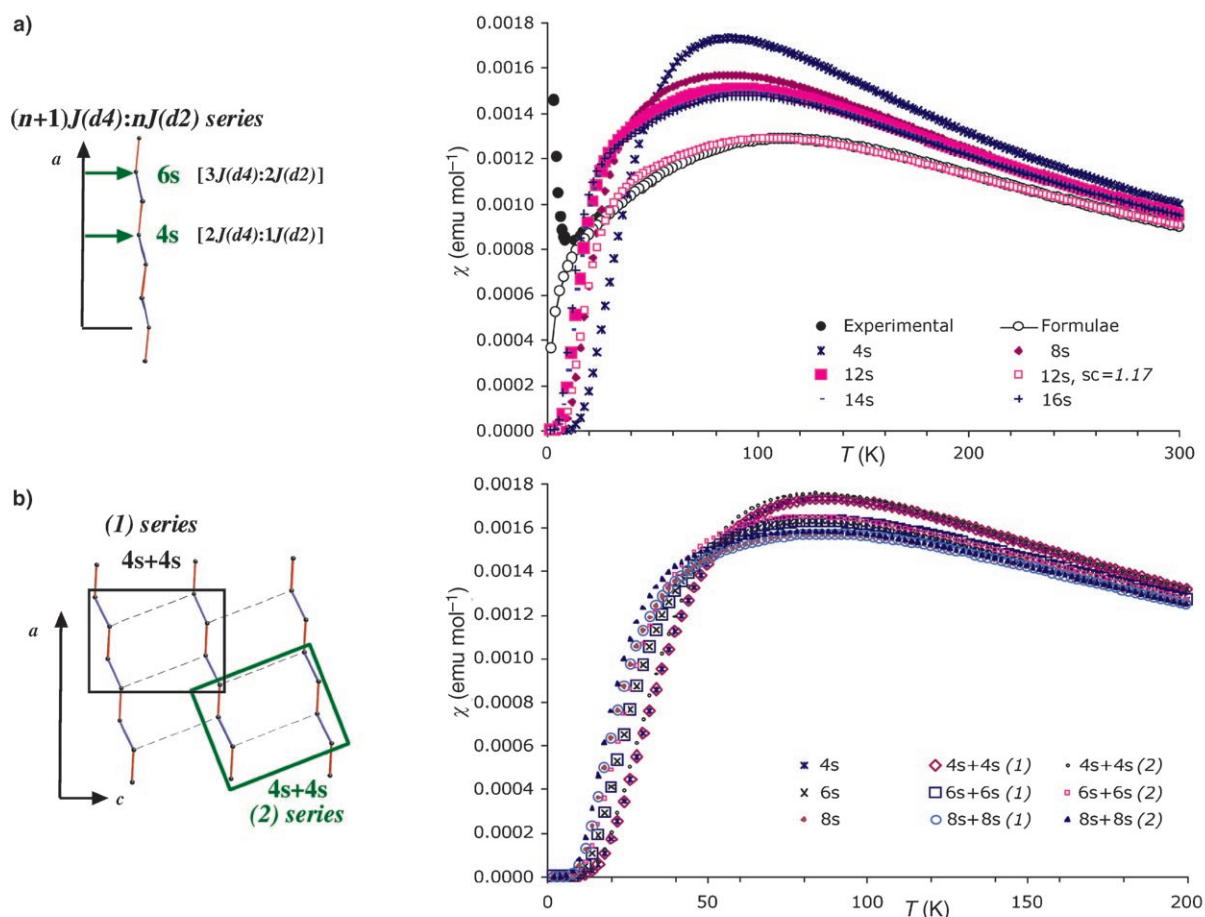 a)
(n+1)J(d4):nJ(d2) series
a
6s [3J(d4):2J(d2)]
4s [2J(d4):1J(d2)]
χ (emu mol⁻¹)
0.0018
0.0016
0.0014
0.0012
0.0010
0.0008
0.0006
0.0004
0.0002
0.0000
Experimental
Formulae
4s
8s
12s
12s, sc=1.17
14s
16s
0 100 200 300
T (K)
b)
(1) series
4s+4s
a
c
4s+4s
(2) series
χ (emu mol⁻¹)
0.0018
0.0016
0.0014
0.0012
0.0010
0.0008
0.0006
0.0004
0.0002
0.0000
4s 4s+4s (1) 4s+4s (2)
6s 6s+6s (1) 6s+6s (2)
8s 8s+8s (1) 8s+8s (2)
0 50 100 150 200
T (K)